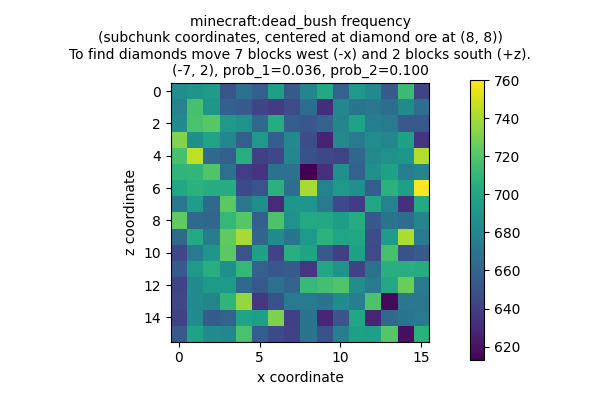 minecraft:dead_bush frequency
(subchunk coordinates, centered at diamond ore at (8, 8))
To find diamonds move 7 blocks west (-x) and 2 blocks south (+z).
(-7, 2), prob_1=0.036, prob_2=0.100
0
2
4
6
8
10
12
14
z coordinate
0 5 10 15
x coordinate
760
740
720
700
680
660
640
620